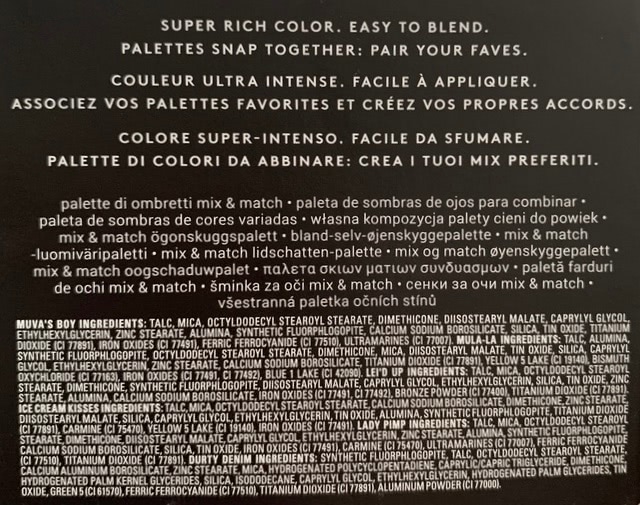 SUPER RICH COLOR. EASY TO BLEND.
PALETTES SNAP TOGETHER: PAIR YOUR FAVES.
COULEUR ULTRA INTENSE. FACILE À APPLIQUER.
ASSOCIEZ VOS PALETTES FAVORITES ET CRÉEZ VOS PROPRES ACCORDS.
COLORE SUPER-INTENSO. FACILE DA SFUMARE.
PALETTE DI COLORI DA ABBINARE: CREA I TUOI MIX PREFERITI.
palette di ombretti mix & match • paleta de sombras de ojos para combinar •
paleta de sombras de cores variadas • własna kompozycja palety cieni do powiek •
mix & match ögonskuggspalett • bland-selv-øjenskyggepalette • mix & match
-luomiväripaletti • mix & match lidschatten-palette • mix og match øyenskyggepalett •
mix & match oogschaduwpalet • παλετα σκιων ματιων συνδυασμων • paletă farduri
de ochi mix & match • šminka za oči mix & match • сенки за очи mix & match •
všestranná paletka očních stínů
MUVA'S BOY INGREDIENTS: TALC, MICA, OCTYLDODECYL STEAROYL STEARATE, DIMETHICONE, DIISOSTEARYL MALATE, CAPRYLYL GLYCOL,
ETHYLHEXYLGLYCERIN, ZINC STEARATE, ALUMINA, SYNTHETIC FLUORPHLOGOPITE, CALCIUM SODIUM BOROSILICATE, SILICA, TIN OXIDE, TITANIUM
DIOXIDE (CI 77891), IRON OXIDES (CI 77491), FERRIC FERROCYANIDE (CI 77510), ULTRAMARINES (CI 77007). MULA-LA INGREDIENTS: TALC, ALUMINA,
SYNTHETIC FLUORPHLOGOPITE, OCTYLDODECYL STEAROYL STEARATE, DIMETHICONE, MICA, DIISOSTEARYL MALATE, TIN OXIDE, SILICA, CAPRYLYL
GLYCOL, ETHYLHEXYLGLYCERIN, ZINC STEARATE, CALCIUM SODIUM BOROSILICATE, TITANIUM DIOXIDE (CI 77891), YELLOW 5 LAKE (CI 19140), BISMUTH
OXYCHLORIDE (CI 77163), IRON OXIDES (CI 77491, CI 77492), BLUE 1 LAKE (CI 42090). LEI'D UP INGREDIENTS: TALC, MICA, OCTYLDODECYL STEAROYL
STEARATE, DIMETHICONE, SYNTHETIC FLUORPHLOGOPITE, DIISOSTEARYL MALATE, CAPRYLYL GLYCOL, ETHYLHEXYLGLYCERIN, SILICA, TIN OXIDE, ZINC
STEARATE, ALUMINA, CALCIUM SODIUM BOROSILICATE, IRON OXIDES (CI 77491, CI 77492), BRONZE POWDER (CI 77400), TITANIUM DIOXIDE (CI 77891).
ICE CREAM KISSES INGREDIENTS: TALC, MICA, OCTYLDODECYL STEAROYL STEARATE, CALCIUM SODIUM BOROSILICATE, DIMETHICONE, ZINC STEARATE,
DIISOSTEARYL MALATE, SILICA, CAPRYLYL GLYCOL, ETHYLHEXYLGLYCERIN, TIN OXIDE, ALUMINA, SYNTHETIC FLUORPHLOGOPITE, TITANIUM DIOXIDE
(CI 77891), CARMINE (CI 75470), YELLOW 5 LAKE (CI 19140), IRON OXIDES (CI 77491). LADY PIMP INGREDIENTS: TALC, MICA, OCTYLDODECYL STEAROYL
STEARATE, DIMETHICONE, DIISOSTEARYL MALATE, CAPRYLYL GLYCOL, ETHYLHEXYLGLYCERIN, ZINC STEARATE, ALUMINA, SYNTHETIC FLUORPHLOGOPITE,
CALCIUM SODIUM BOROSILICATE, SILICA, TIN OXIDE, IRON OXIDES (CI 77491), CARMINE (CI 75470), ULTRAMARINES (CI 77007), FERRIC FERROCYANIDE
(CI 77510), TITANIUM DIOXIDE (CI 77891). DURTY DENIM INGREDIENTS: SYNTHETIC FLUORPHLOGOPITE, TALC, OCTYLDODECYL STEAROYL STEARATE,
CALCIUM ALUMINUM BOROSILICATE, ZINC STEARATE, MICA, HYDROGENATED POLYCYCLOPENTADIENE, CAPRYLIC/CAPRIC TRIGLYCERIDE, DIMETHICONE,
HYDROGENATED PALM KERNEL GLYCERIDES, SILICA, ISODODECANE, CAPRYLYL GLYCOL, ETHYLHEXYLGLYCERIN, HYDROGENATED PALM GLYCERIDES, TIN
OXIDE, GREEN 5 (CI 61570), FERRIC FERROCYANIDE (CI 77510), TITANIUM DIOXIDE (CI 77891), ALUMINUM POWDER (CI 77000).